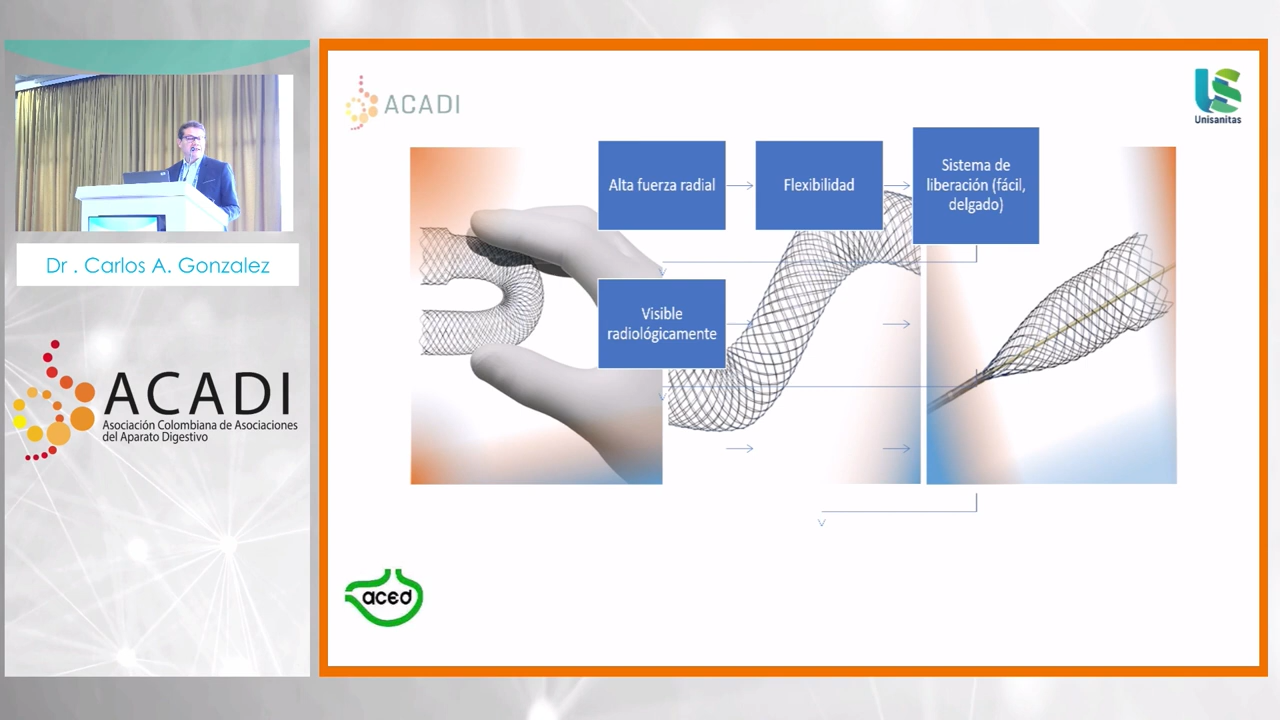 Dr . Carlos A. Gonzalez
ACADI
Asociación Colombiana de Asociaciones
del Aparato Digestivo
ACADI
US
Unisanitas
Alta fuerza radial
Flexibilidad
Sistema de
liberación (fácil,
delgado)
Visible
radiológicamente
aced